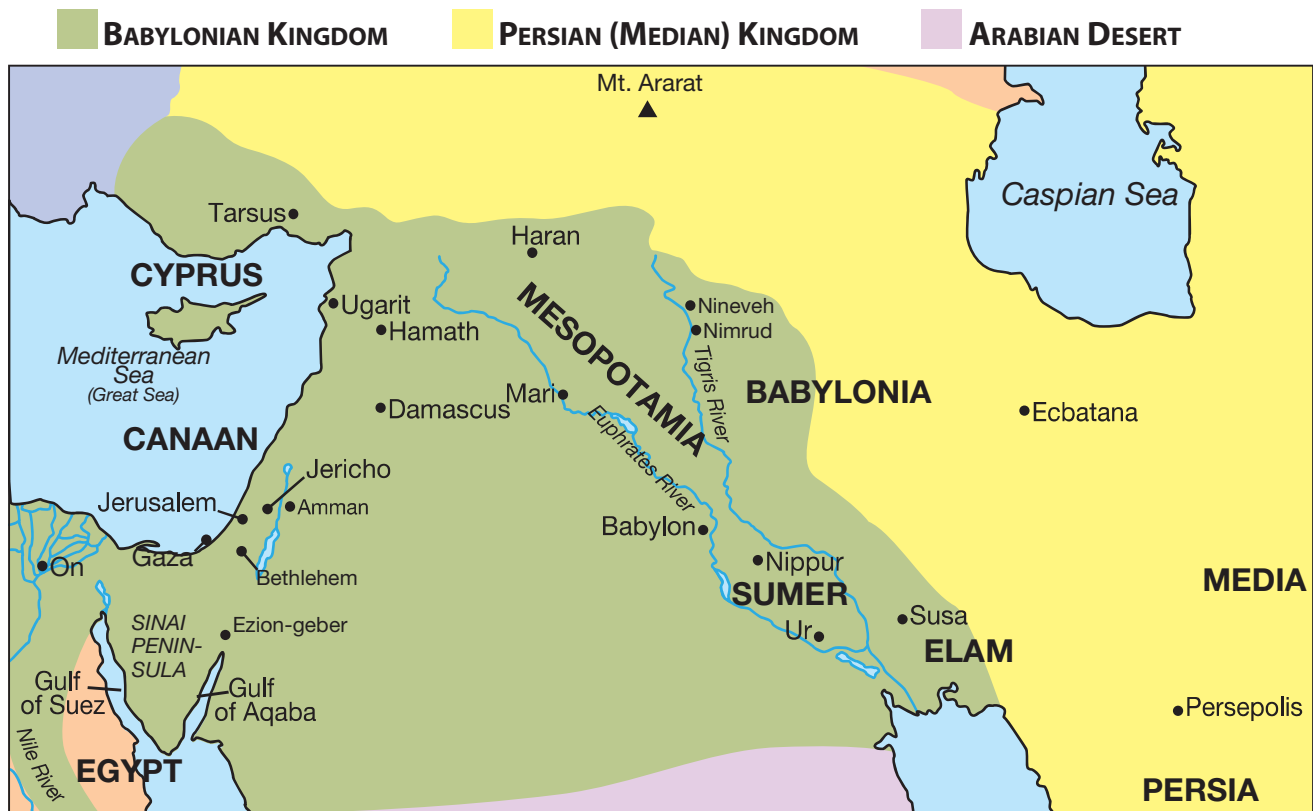 BABYLONIAN KINGDOM
PERSIAN (MEDIAN) KINGDOM
ARABIAN DESERT
Mt. Ararat
Caspian Sea
Tarsus
Haran
CYPRUS
Ugarit
Nineveh
Hamath
Nimrud
MESOPOTAMIA
Tigris River
Mediterranean
Sea
(Great Sea)
BABYLONIA
Mari
Damascus
Ecbatana
CANAAN
Euphrates River
Jericho
Jerusalem
Amman
Babylon
Gaza
Nippur
On
Bethlehem
MEDIA
SUMER
SINAI
PENIN-
SULA
Ezion-geber
Ur
Susa
ELAM
Gulf
of Suez
Gulf
of Aqaba
Persepolis
Nile River
EGYPT
PERSIA